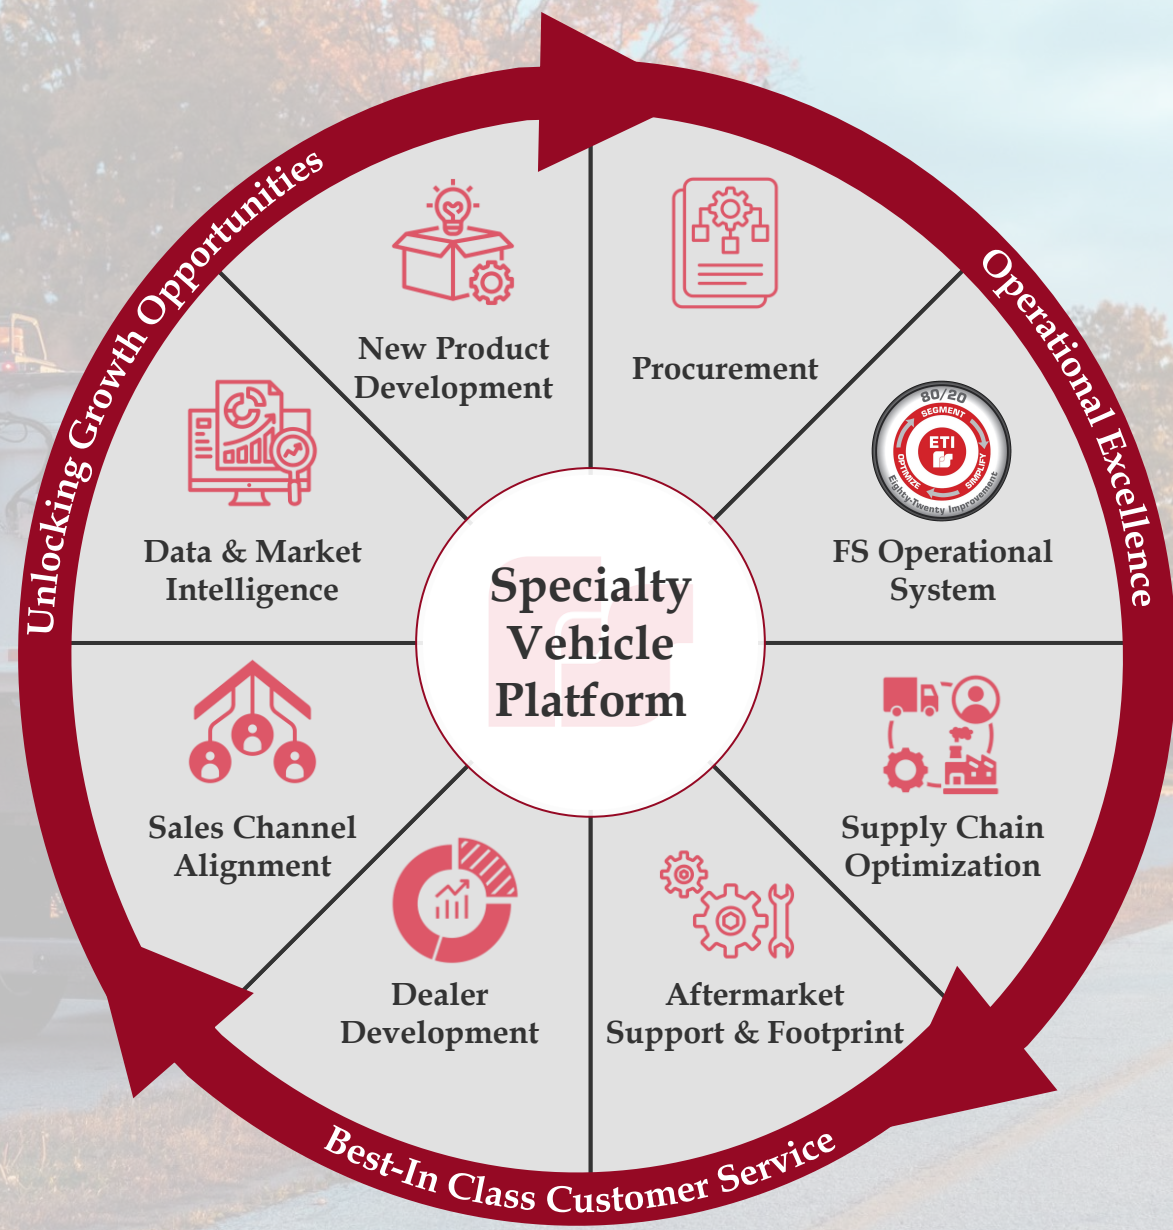 Unlocking Growth Opportunities
Operational Excellence
Best-In Class Customer Service
New Product
Development
Procurement
80/20
SEGMENT
SIMPLIFY
OPTIMIZE
ETI
Eighty-Twenty Improvement
FS Operational
System
Supply Chain
Optimization
Aftermarket
Support & Footprint
Dealer
Development
Sales Channel
Alignment
Data & Market
Intelligence
Specialty
Vehicle
Platform